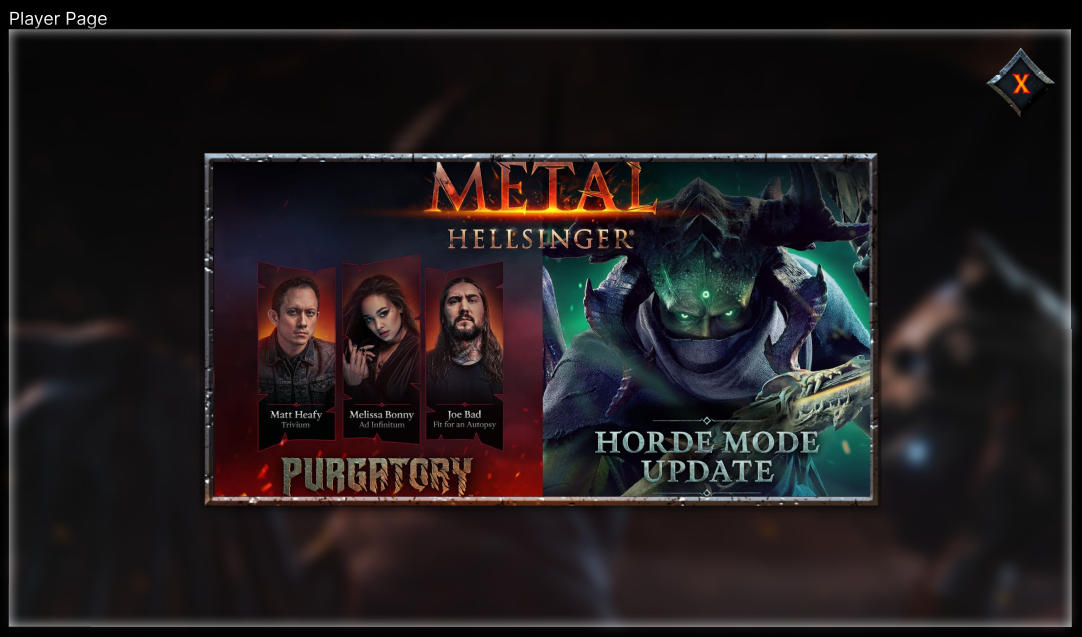 Player Page
X
METAL
HELLSINGER®
Matt Heafy
Trivium
Melissa Bonny
Ad Infinitum
Joe Bad
Fit for an Autopsy
PURGATORY
HORDE MODE
UPDATE